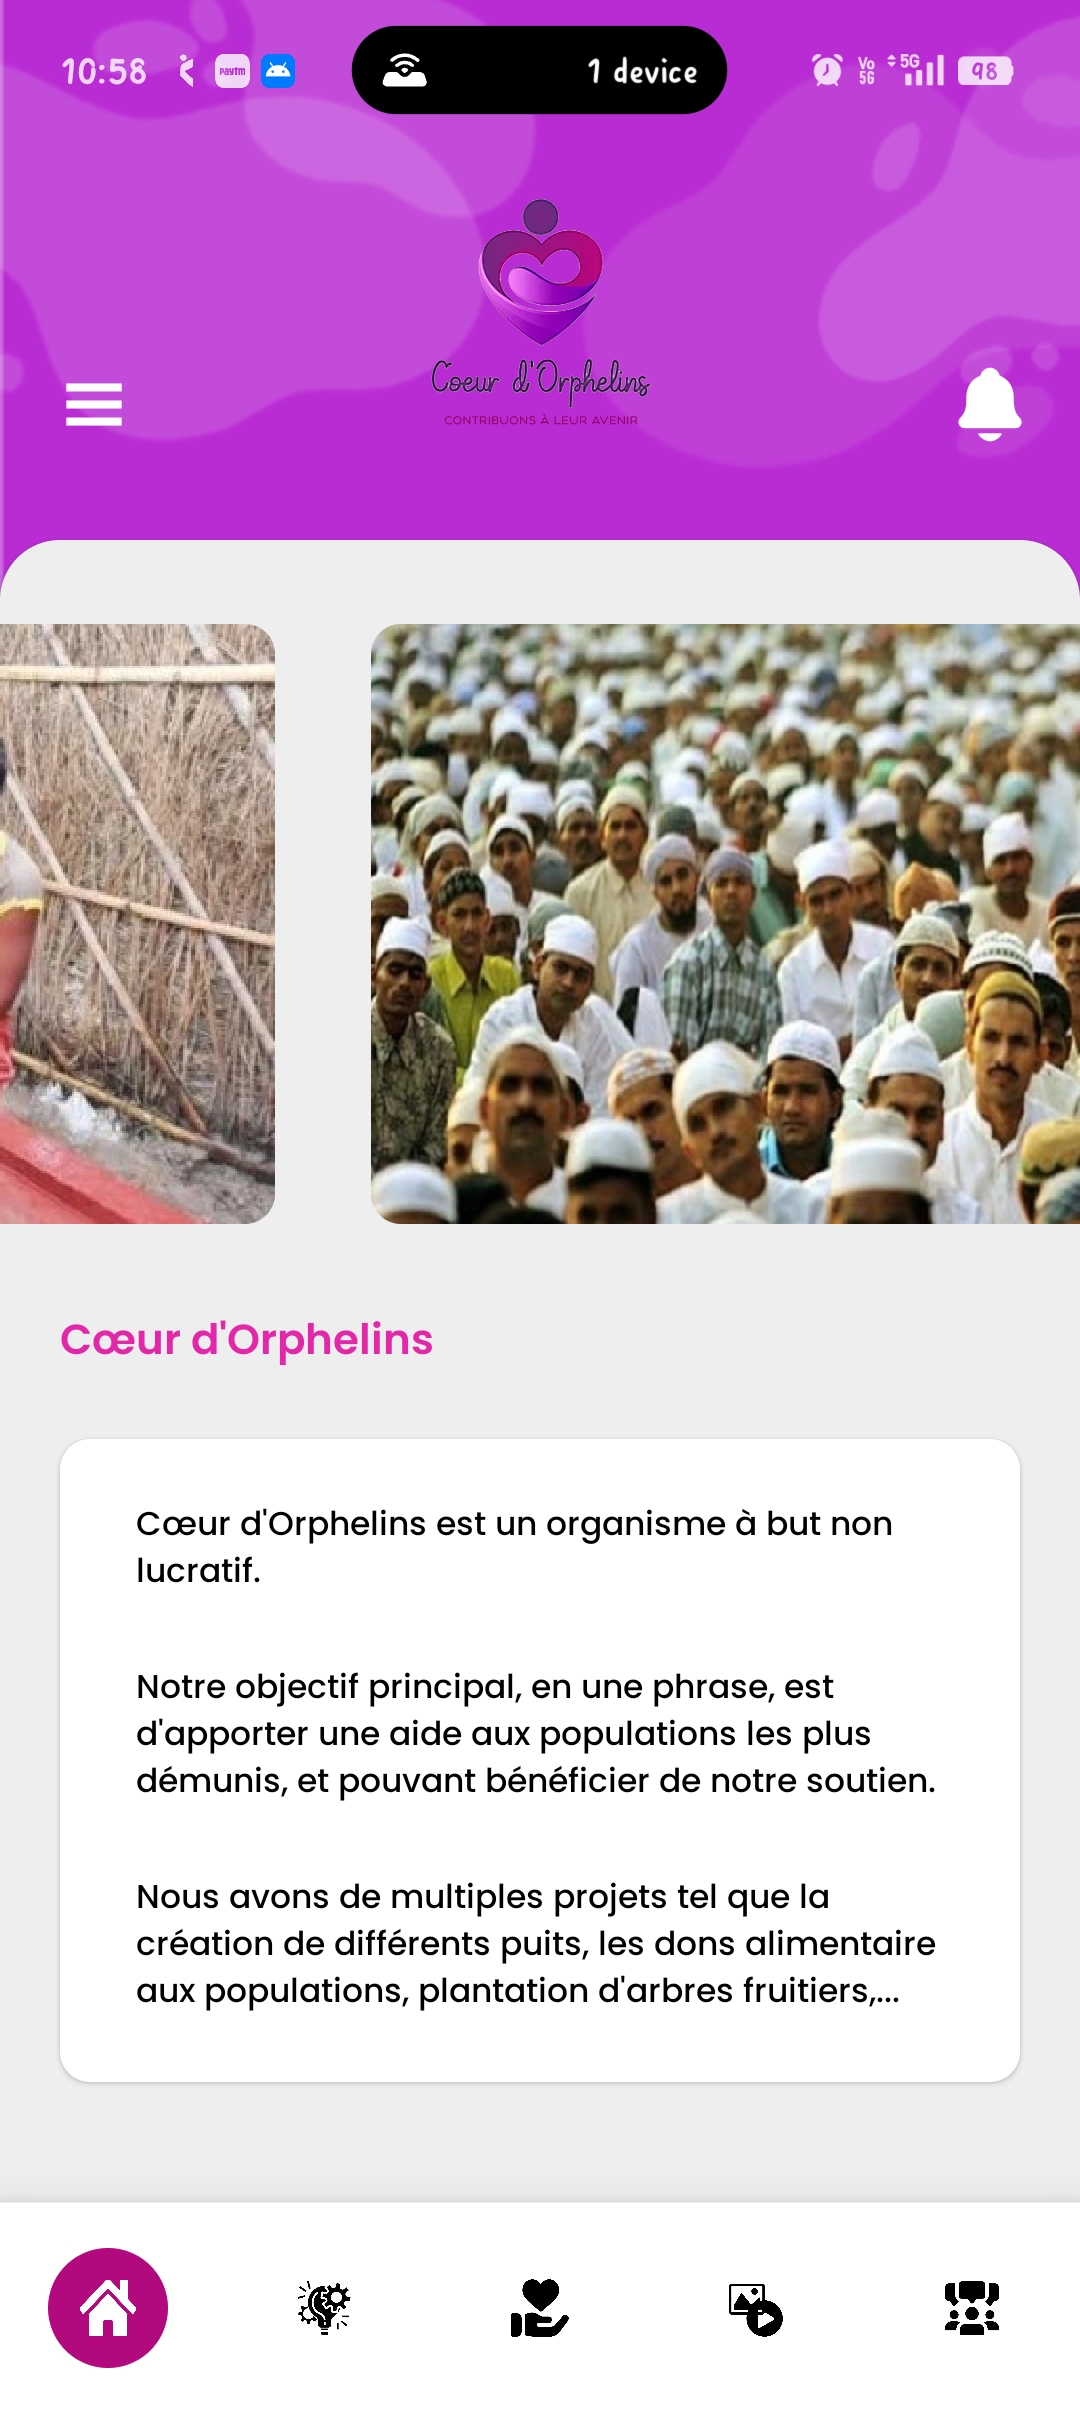 10:58
paytm
1 device
Vo
5G
5G
98
Coeur d'Orphelins
CONTRIBUONS À LEUR AVENIR
Cœur d'Orphelins
Cœur d'Orphelins est un organisme à but non
lucratif.
Notre objectif principal, en une phrase, est
d'apporter une aide aux populations les plus
démunis, et pouvant bénéficier de notre soutien.
Nous avons de multiples projets tel que la
création de différents puits, les dons alimentaire
aux populations, plantation d'arbres fruitiers,...